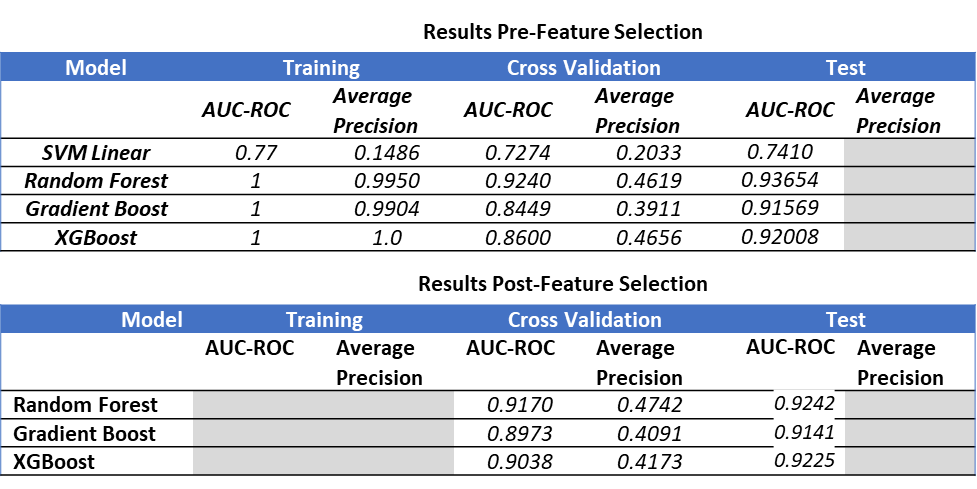 Results Pre-Feature Selection
Model Training Cross Validation Test
AUC-ROC Average Precision AUC-ROC Average Precision AUC-ROC Average Precision
SVM Linear 0.77 0.1486 0.7274 0.2033 0.7410
Random Forest 1 0.9950 0.9240 0.4619 0.93654
Gradient Boost 1 0.9904 0.8449 0.3911 0.91569
XGBoost 1 1.0 0.8600 0.4656 0.92008
Results Post-Feature Selection
Model Training Cross Validation Test
AUC-ROC Average Precision AUC-ROC Average Precision AUC-ROC Average Precision
Random Forest 0.9170 0.4742 0.9242
Gradient Boost 0.8973 0.4091 0.9141
XGBoost 0.9038 0.4173 0.9225